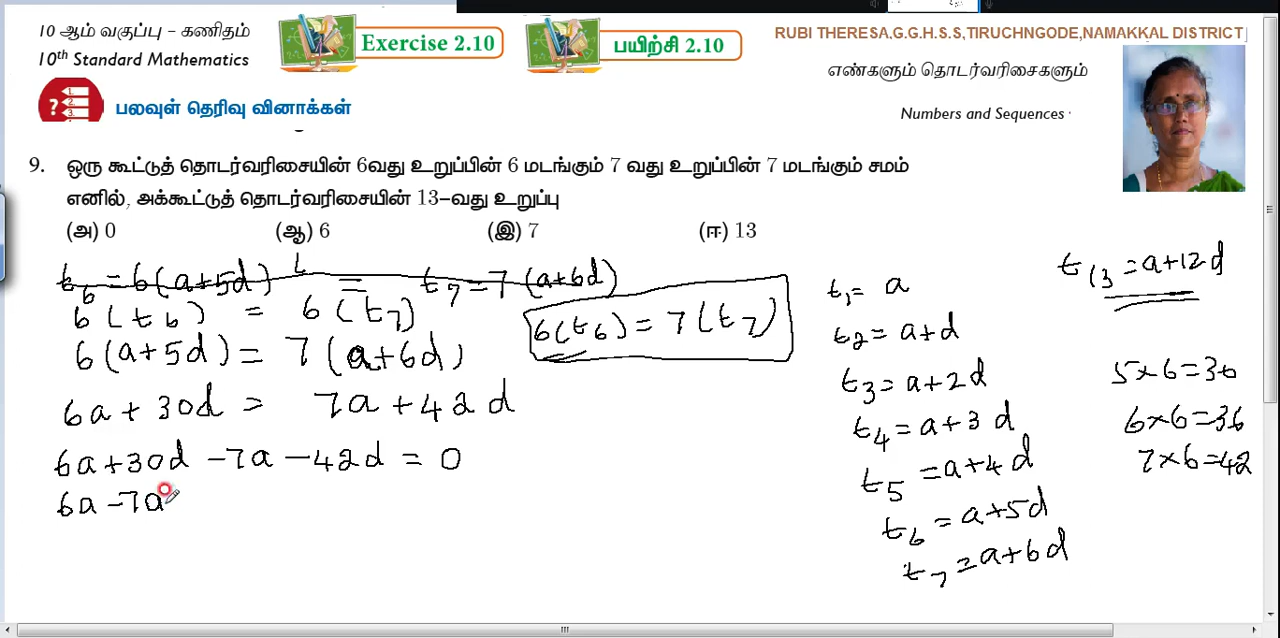 10 ஆம் வகுப்பு – கணிதம்
10th Standard Mathematics
Exercise 2.10
பயிற்சி 2.10
RUBI THERESA,G.G.H.S.S,TIRUCHNGODE,NAMAKKAL DISTRICT
எண்களும் தொடர்வரிசைகளும்
Numbers and Sequences
பலவுள் தெரிவு வினாக்கள்
9. ஒரு கூட்டுத் தொடர்வரிசையின் 6வது உறுப்பின் 6 மடங்கும் 7 வது உறுப்பின் 7 மடங்கும் சமம்
எனில், அக்கூட்டுத் தொடர்வரிசையின் 13–வது உறுப்பு
(அ) 0 (ஆ) 6 (இ) 7 (ஈ) 13
t6 = 6(a+5d) = t7 = 7(a+6d)
6(t6) = 6(t7)
6(t6) = 7(t7)
6(a+5d) = 7(a+6d)
6a+30d = 7a+42d
6a+30d-7a-42d = 0
6a-7a
t1 = a
t2 = a+d
t3 = a+2d
t4 = a+3d
t5 = a+4d
t6 = a+5d
t7 = a+6d
t13 = a+12d
5×6=30
6×6=36
7×6=42